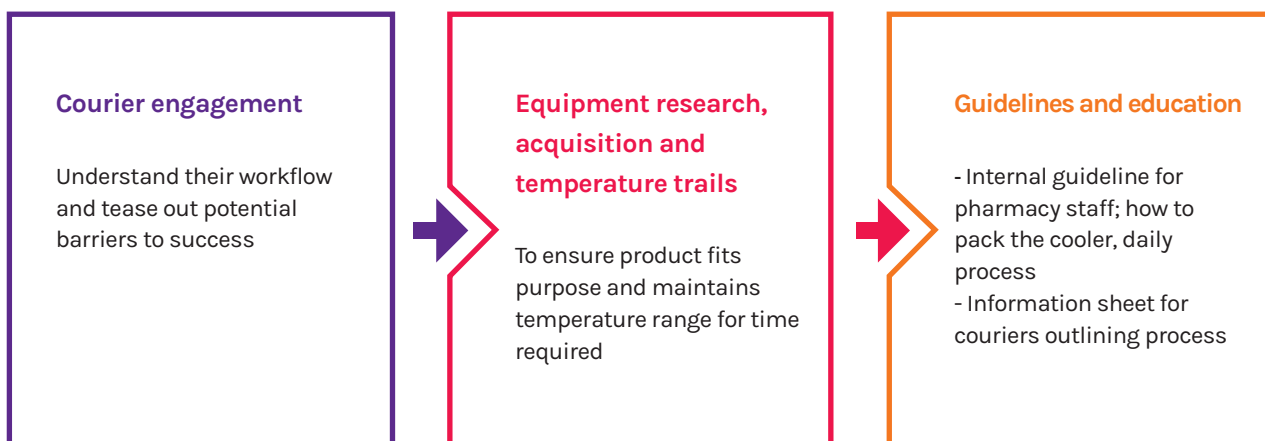 Courier engagement
Understand their workflow
and tease out potential
barriers to success
Equipment research,
acquisition and
temperature trails
To ensure product fits
purpose and maintains
temperature range for time
required
Guidelines and education
- Internal guideline for
pharmacy staff; how to
pack the cooler, daily
process
- Information sheet for
couriers outlining process